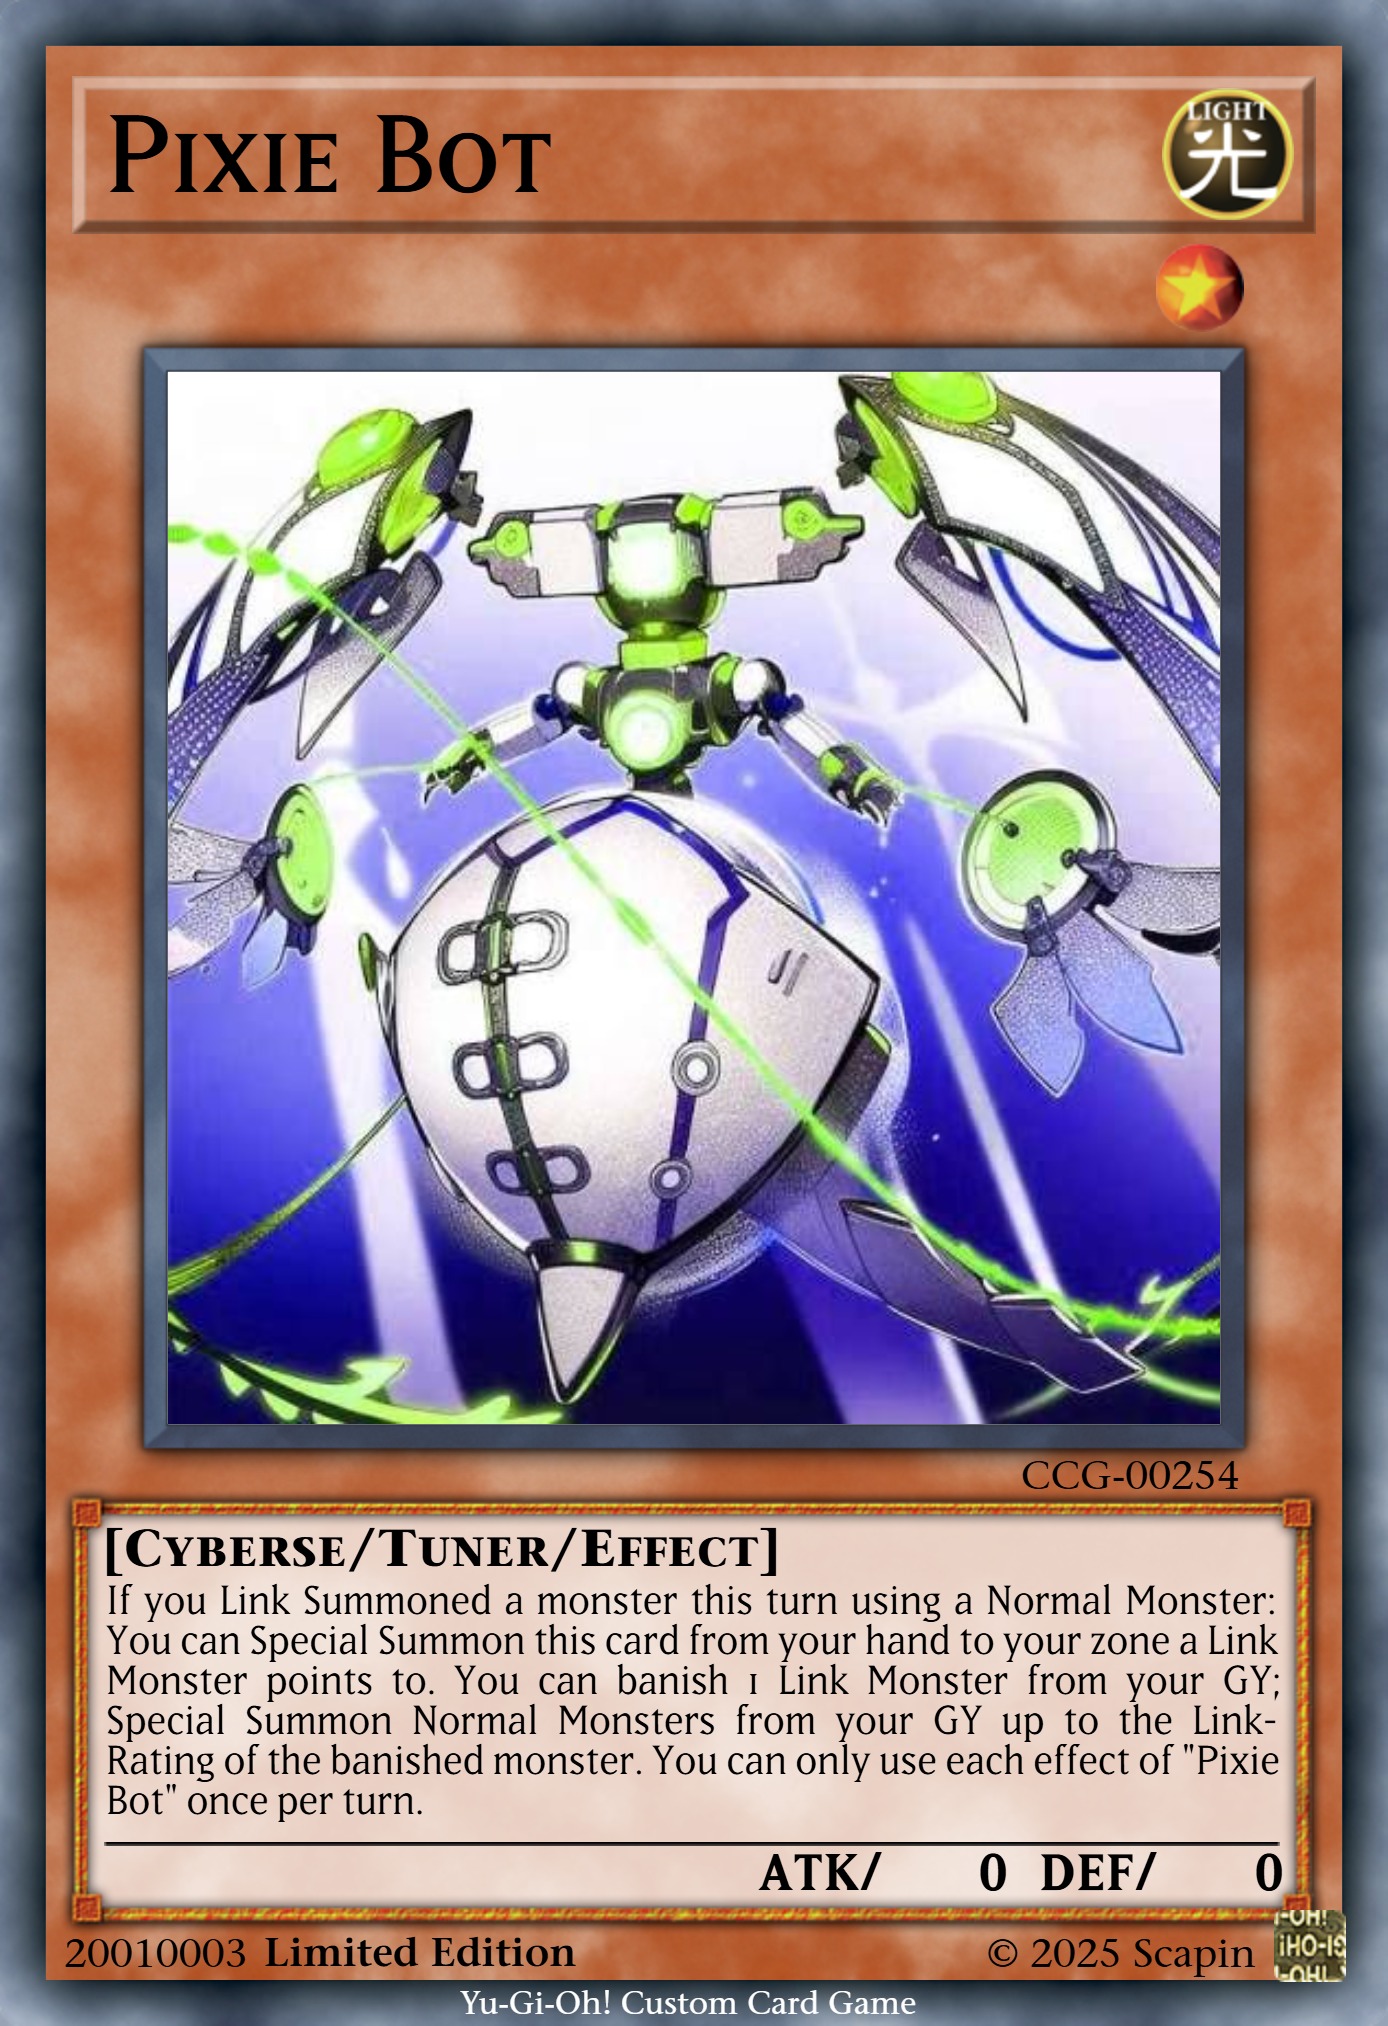 Pixie Bot
LIGHT
光
CCG-00254
[Cyberse/Tuner/Effect]
If you Link Summoned a monster this turn using a Normal Monster:
You can Special Summon this card from your hand to your zone a Link
Monster points to. You can banish 1 Link Monster from your GY;
Special Summon Normal Monsters from your GY up to the Link-
Rating of the banished monster. You can only use each effect of "Pixie
Bot" once per turn.
ATK/ 0 DEF/ 0
20010003 Limited Edition
© 2025 Scapin
Yu-Gi-Oh! Custom Card Game